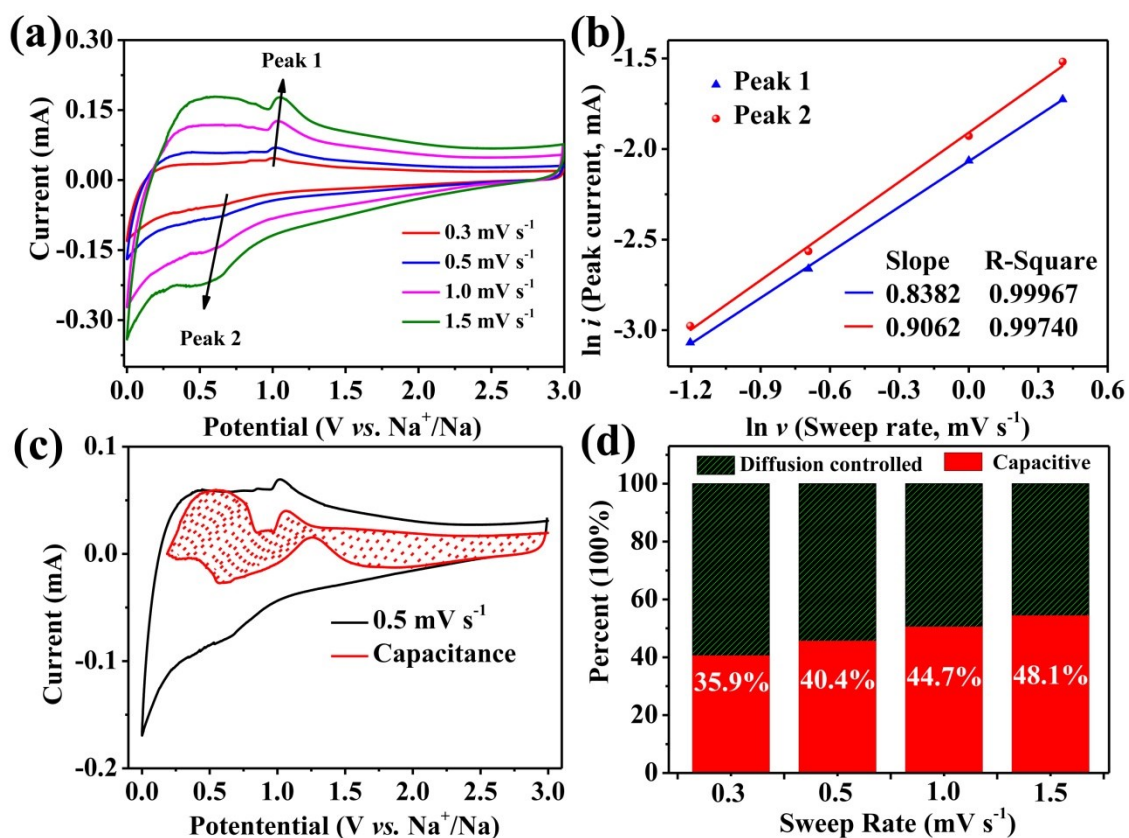 (a)
0.30
0.15
0.00
-0.15
-0.30
Current (mA)
Peak 1
Peak 2
0.3 mV s⁻¹
0.5 mV s⁻¹
1.0 mV s⁻¹
1.5 mV s⁻¹
0.0 0.5 1.0 1.5 2.0 2.5 3.0
Potential (V vs. Na⁺/Na)
(b)
-1.5
-2.0
-2.5
-3.0
ln i (Peak current, mA)
Peak 1
Peak 2
Slope R-Square
0.8382 0.99967
0.9062 0.99740
-1.2 -0.9 -0.6 -0.3 0.0 0.3 0.6
ln v (Sweep rate, mV s⁻¹)
(c)
0.1
0.0
-0.1
-0.2
Current (mA)
0.5 mV s⁻¹
Capacitance
0.0 0.5 1.0 1.5 2.0 2.5 3.0
Potentential (V vs. Na⁺/Na)
(d)
Diffusion controlled Capacitive
100
80
60
40
20
0
Percent (100%)
35.9% 40.4% 44.7% 48.1%
0.3 0.5 1.0 1.5
Sweep Rate (mV s⁻¹)